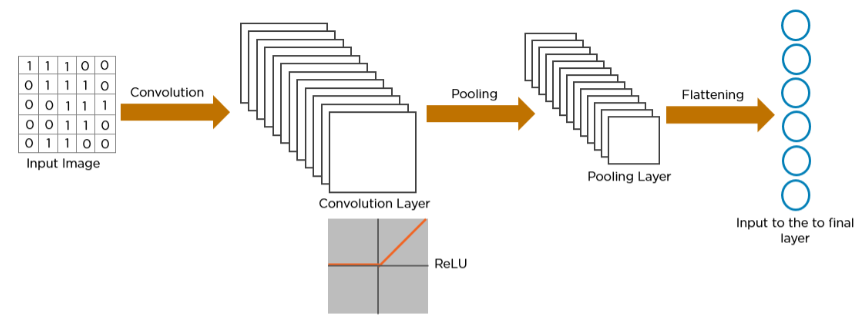 1 1 1 0 0
0 1 1 1 0
0 0 1 1 1
0 0 1 1 0
0 1 1 0 0
Input Image
Convolution
Convolution Layer
ReLU
Pooling
Pooling Layer
Flattening
Input to the to final
layer